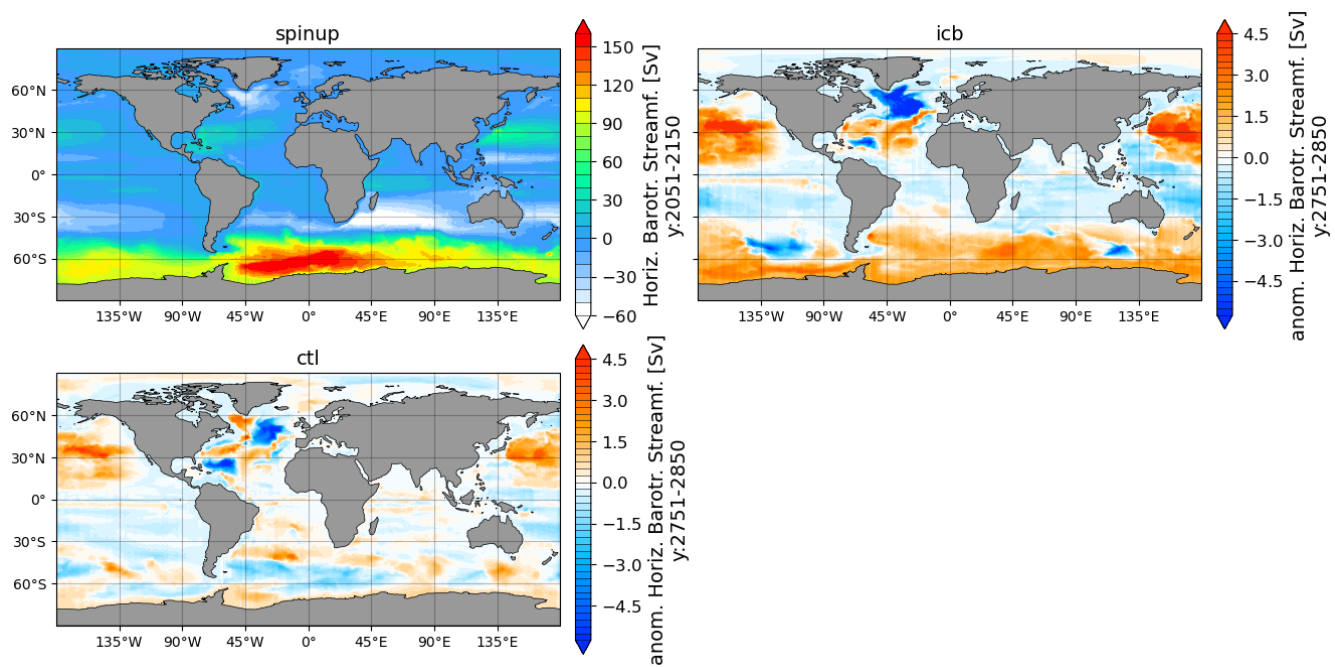 spinup
60°N
30°N
0°
30°S
60°S
135°W 90°W 45°W 0° 45°E 90°E 135°E
150
120
90
60
30
0
−30
−60
Horiz. Barotr. Streamf. [Sv]
y:2051-2150
icb
135°W 90°W 45°W 0° 45°E 90°E 135°E
4.5
3.0
1.5
0.0
−1.5
−3.0
−4.5
anom. Horiz. Barotr. Streamf. [Sv]
y:2751-2850
ctl
60°N
30°N
0°
30°S
60°S
135°W 90°W 45°W 0° 45°E 90°E 135°E
4.5
3.0
1.5
0.0
−1.5
−3.0
−4.5
anom. Horiz. Barotr. Streamf. [Sv]
y:2751-2850